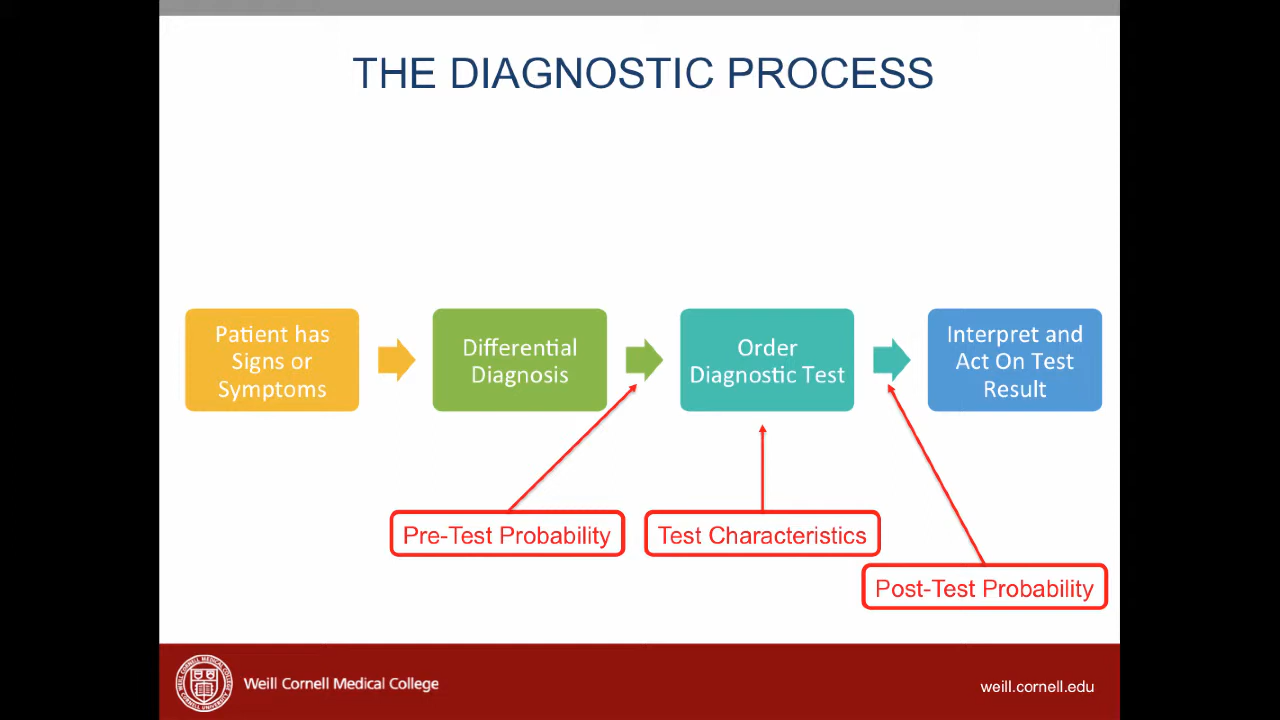 THE DIAGNOSTIC PROCESS
Patient has
Signs or
Symptoms
Differential
Diagnosis
Order
Diagnostic Test
Interpret and
Act On Test
Result
Pre-Test Probability
Test Characteristics
Post-Test Probability
Weill Cornell Medical College
weill.cornell.edu